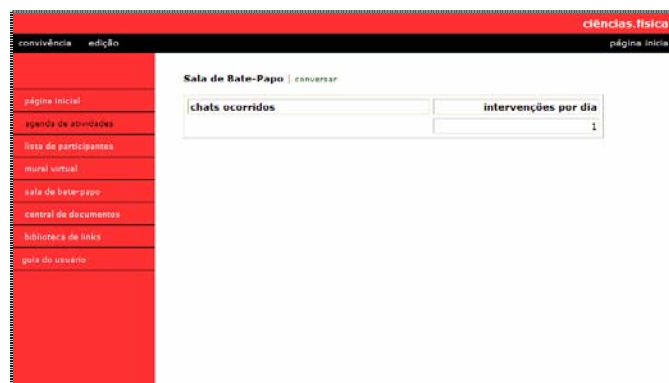 ciências.física
convivência edição página inicia
Sala de Bate-Papo | conversar
página inicial
chats ocorridos intervenções por dia
1
agenda de atividades
lista de participantes
mural virtual
sala de bate-papo
central de documentos
biblioteca de links
guia do usuário